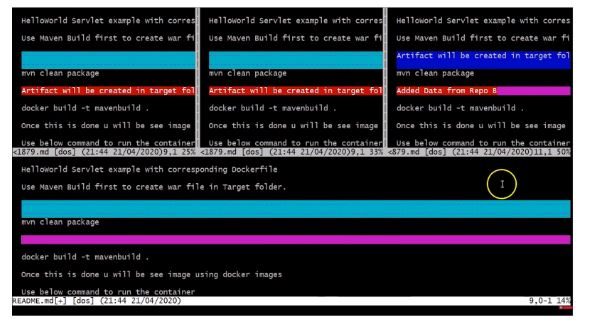 HelloWorld Servlet example with corres
Use Maven Build first to create war fi
mvn clean package
Artifact will be created in target fol
docker build -t mavenbuild .
Once this is done u will be see image
Use below command to run the container
<1879.md [dos] (21:44 21/04/2020)9,1 25%
HelloWorld Servlet example with corres
Use Maven Build first to create war fi
mvn clean package
Artifact will be created in target fol
docker build -t mavenbuild .
Once this is done u will be see image
Use below command to run the container
<1879.md [dos] (21:44 21/04/2020)9,1 33%
HelloWorld Servlet example with corres
Use Maven Build first to create war fi
Artifact will be created in target fol
mvn clean package
Added Data from Repo B
docker build -t mavenbuild .
Once this is done u will be see image
Use below command to run the container
<879.md [dos] (21:44 21/04/2020)11,1 50%
HelloWorld Servlet example with corresponding Dockerfile
Use Maven Build first to create war file in Target folder.
mvn clean package
docker build -t mavenbuild .
Once this is done u will be see image using docker images
Use below command to run the container
README.md[+] [dos] (21:44 21/04/2020) 9,0-1 14%